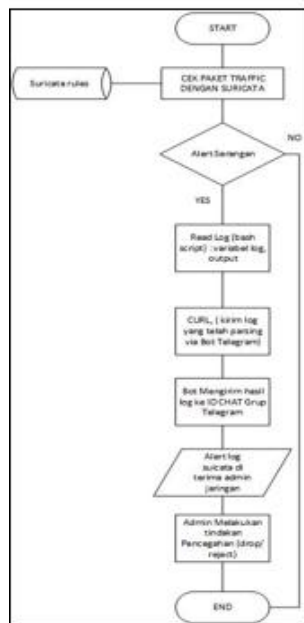 START
Suricata rules
CEK PAKET TRAFFIC
DENGAN SURICATA
NO
Alert Serangan
YES
Read Log (bash
script) : variabel log,
output
CURL, ( kirim log
yang telah parsing
via Bot Telegram)
Bot Mengirim hasil
log ke ID CHAT Grup
Telegram
Alert log
suicata di
terima admin
jaringan
Admin Melakukan
tindakan
Pencegahan (drop/
reject)
END